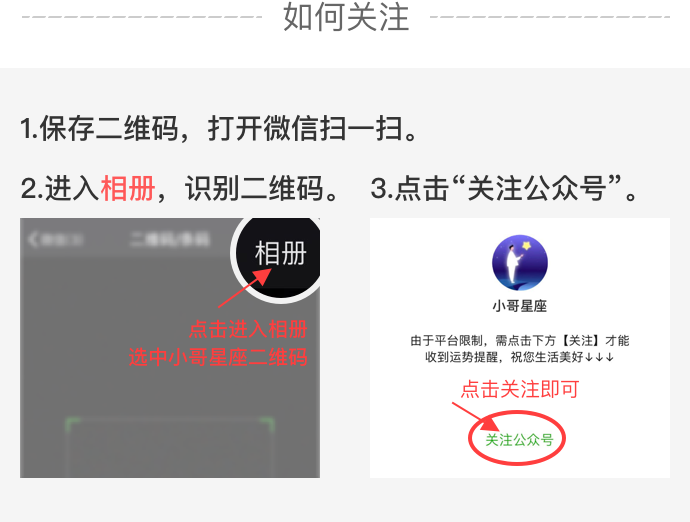 如何关注
1.保存二维码，打开微信扫一扫。
2.进入相册，识别二维码。
3.点击“关注公众号”。
二维码/条码
相册
点击进入相册
选中小哥星座二维码
小哥星座
由于平台限制，需点击下方【关注】才能
收到运势提醒，祝您生活美好↓↓↓
点击关注即可
关注公众号